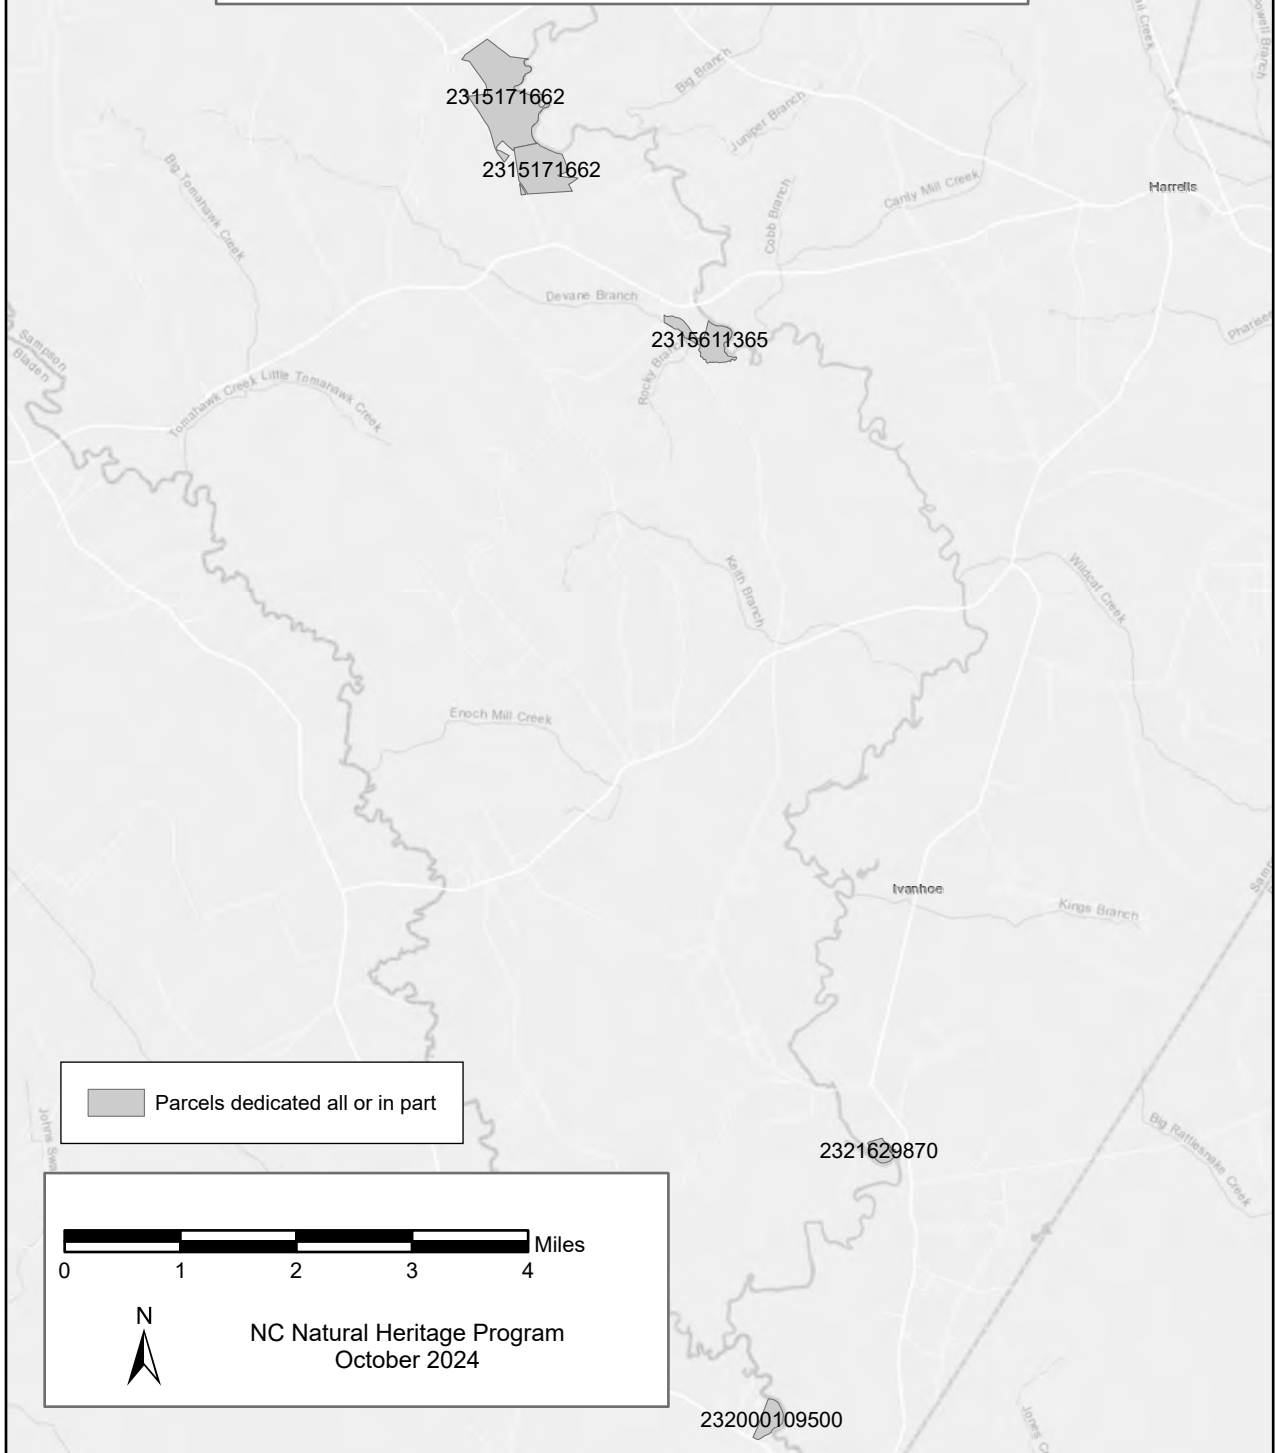 Big Branch
Powell Branch
2315171662
Juniper Branch
2315171662
Big Tomahawk Creek
Cobb Branch
Canty Mill Creek
Harrells
Devane Branch
2315611365
Rocky Branch
Sampson
Bladen
Little Tomahawk Creek
Tomahawk Creek
Keith Branch
Wildcat Creek
Enoch Mill Creek
Ivanhoe
Kings Branch
Parcels dedicated all or in part
2321629870
Big Rattlesnake Creek
Miles
0 1 2 3 4
N
NC Natural Heritage Program
October 2024
232000109500